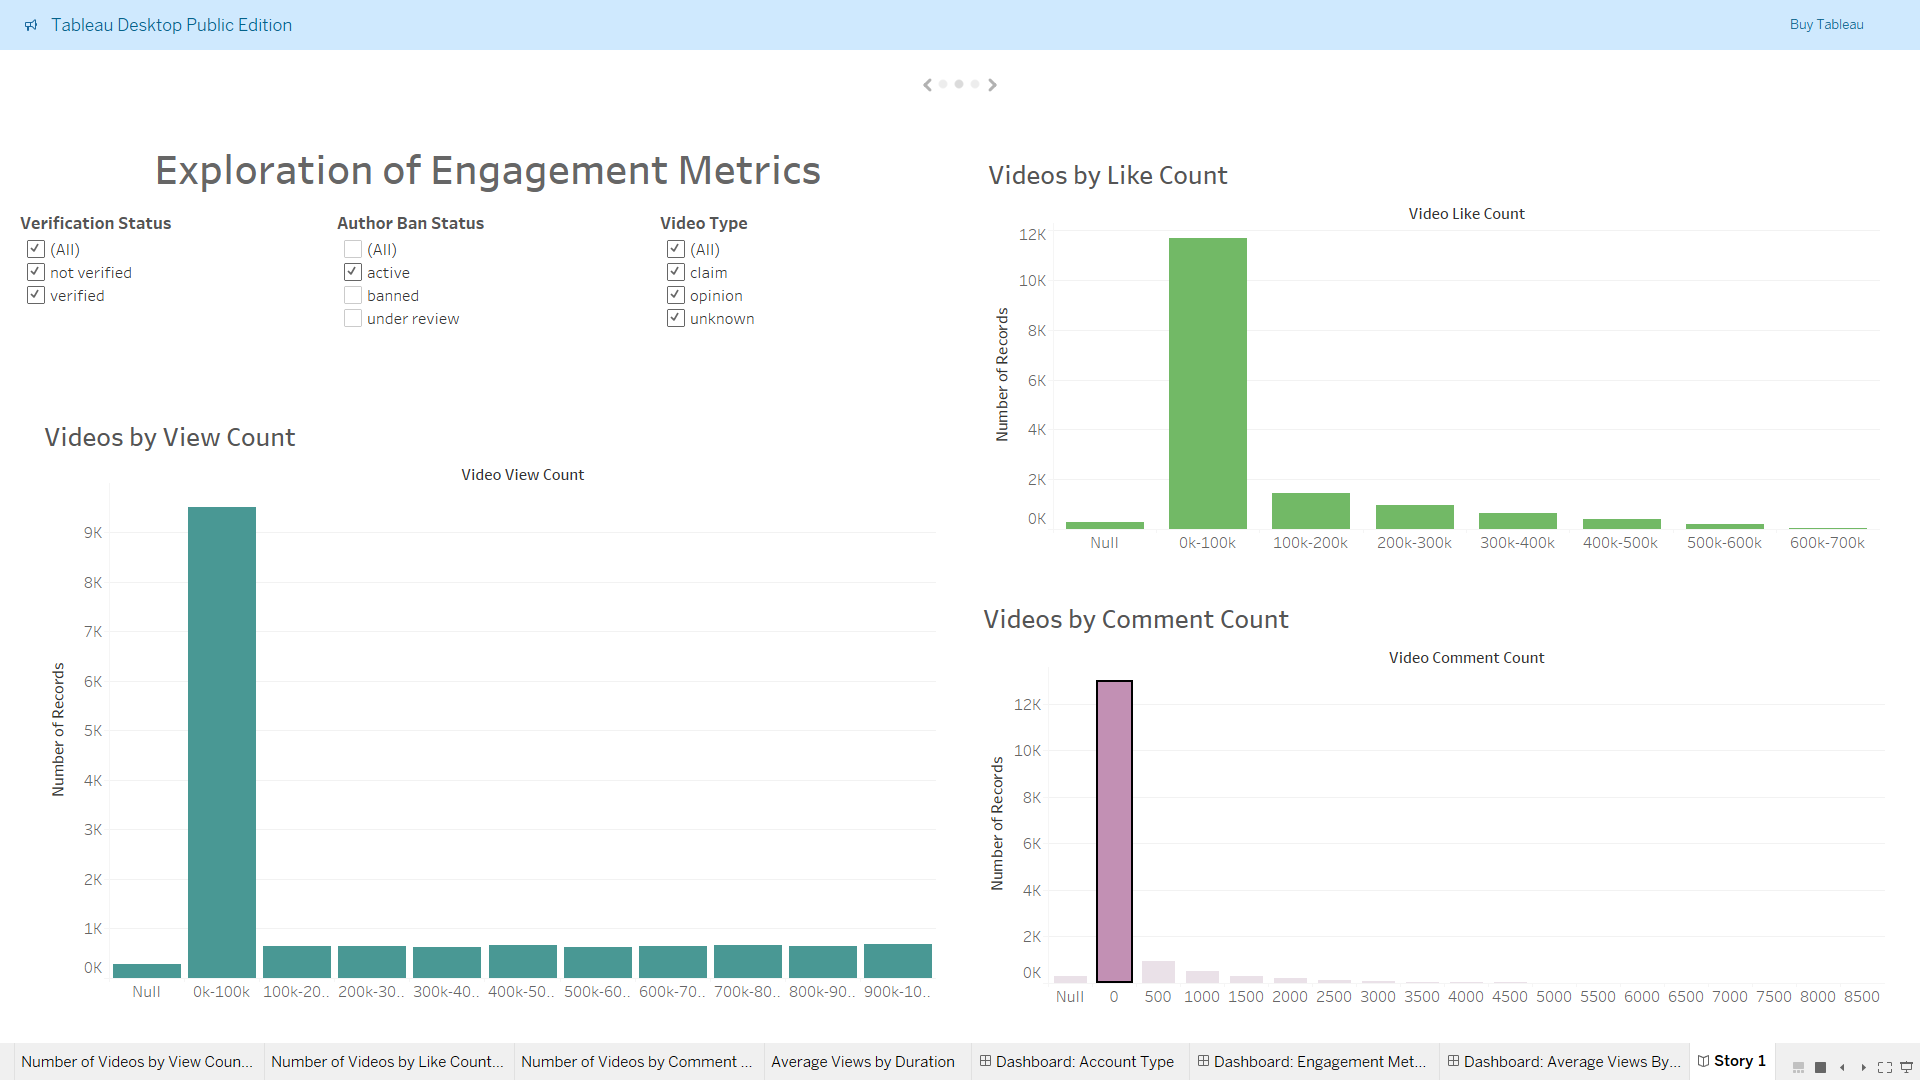 Tableau Desktop Public Edition
Buy Tableau
Exploration of Engagement Metrics
Verification Status
(All)
not verified
verified
Author Ban Status
(All)
active
banned
under review
Video Type
(All)
claim
opinion
unknown
Videos by View Count
Video View Count
Number of Records
9K
8K
7K
6K
5K
4K
3K
2K
1K
0K
Null 0k-100k 100k-20.. 200k-30.. 300k-40.. 400k-50.. 500k-60.. 600k-70.. 700k-80.. 800k-90.. 900k-10..
Videos by Like Count
Video Like Count
Number of Records
12K
10K
8K
6K
4K
2K
0K
Null 0k-100k 100k-200k 200k-300k 300k-400k 400k-500k 500k-600k 600k-700k
Videos by Comment Count
Video Comment Count
Number of Records
12K
10K
8K
6K
4K
2K
0K
Null 0 500 1000 1500 2000 2500 3000 3500 4000 4500 5000 5500 6000 6500 7000 7500 8000 8500
Number of Videos by View Coun... Number of Videos by Like Count... Number of Videos by Comment ... Average Views by Duration Dashboard: Account Type Dashboard: Engagement Met... Dashboard: Average Views By... Story 1